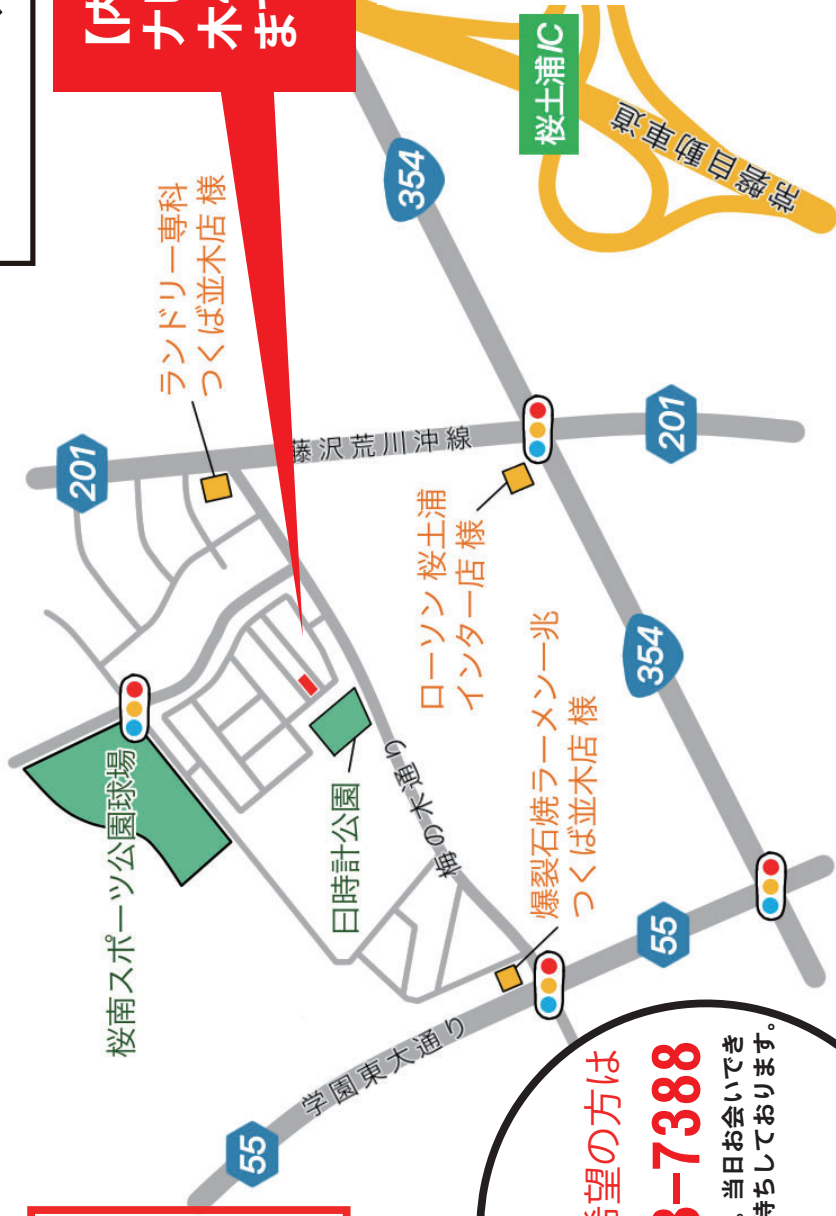 【内
ナビ
木
ま
桜土浦IC
常磐自動車道
354
ランドリー専科
つくば並木店 様
201
藤沢荒川沖線
201
ローソン 桜土浦
インター店 様
354
桜南スポーツ公園球場
日時計公園
梅の木通り
爆裂石焼ラーメン一兆
つくば並木店 様
55
学園東大通り
55
希望の方は
3-7388
。当日お会いでき
待ちしております。